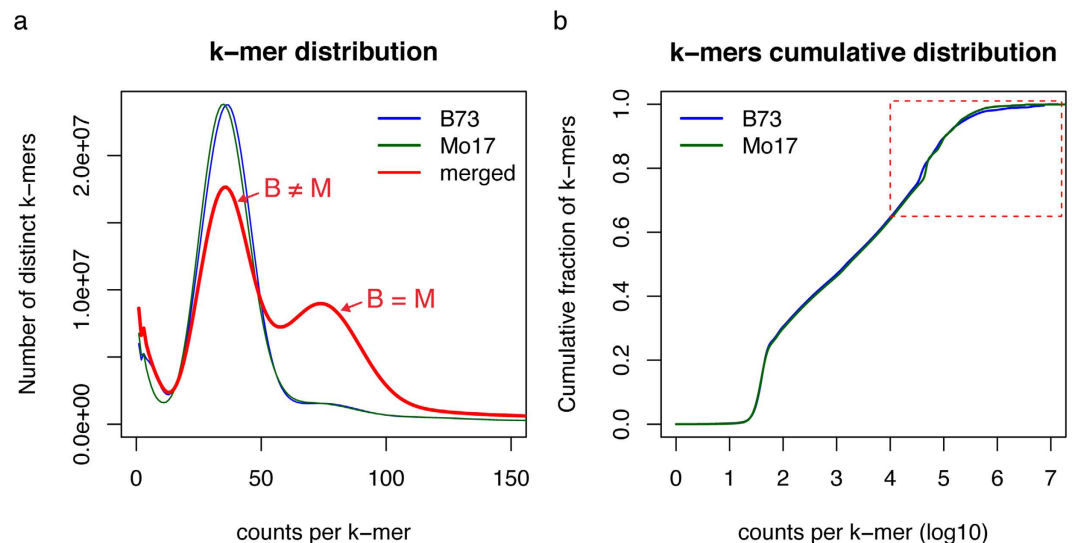 a
k−mer distribution
B73
Mo17
merged
B ≠ M
B = M
Number of distinct k−mers
0.0e+00
1.0e+07
2.0e+07
0
50
100
150
counts per k−mer
b
k−mers cumulative distribution
B73
Mo17
Cumulative fraction of k−mers
0.0
0.2
0.4
0.6
0.8
1.0
0
1
2
3
4
5
6
7
counts per k−mer (log10)